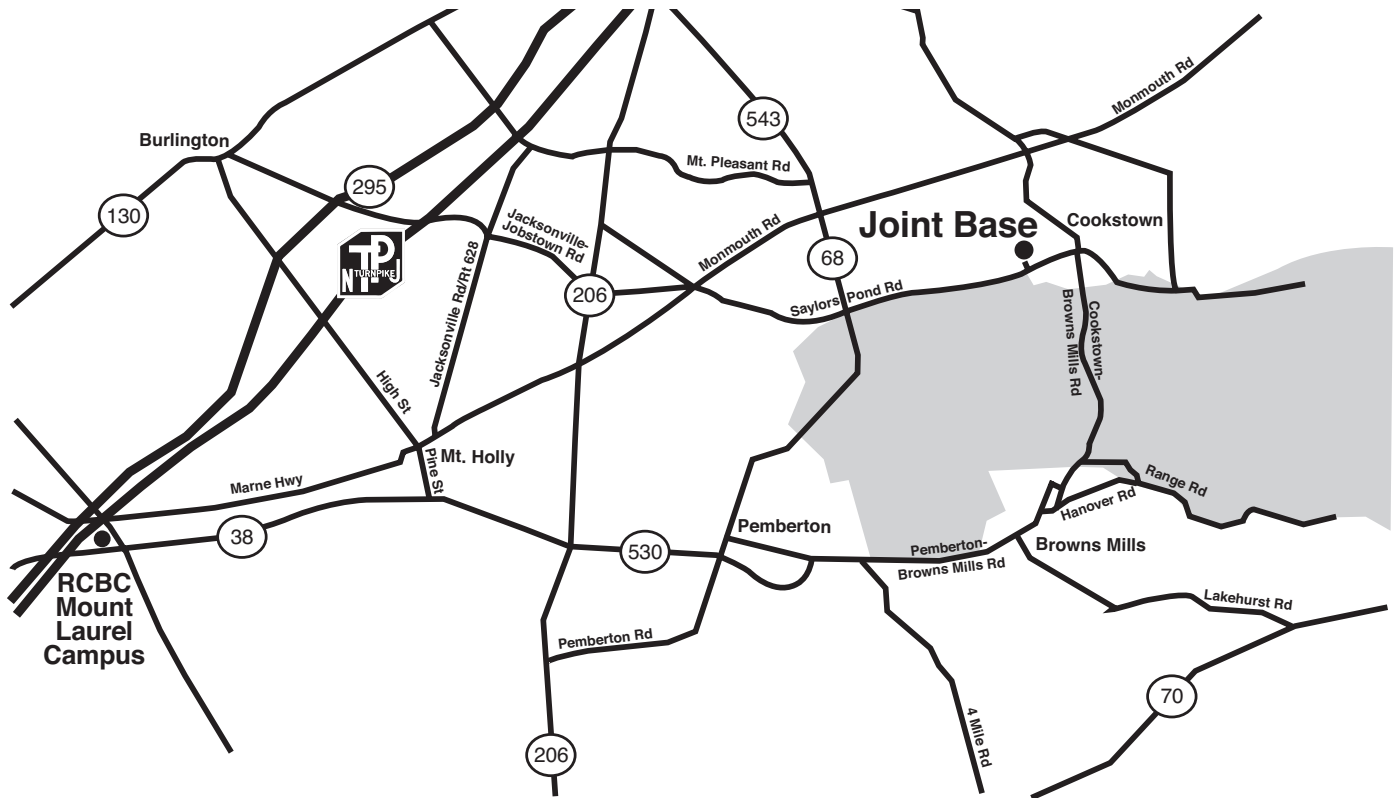 543
Monmouth Rd
Burlington
Mt. Pleasant Rd
295
130
Jacksonville-
Jobstown Rd
Monmouth Rd
Joint Base
Cookstown
NJ
TP
TURNPIKE
Jacksonville Rd/Rt 628
68
206
Saylors Pond Rd
Cookstown-
Browns Mills Rd
High St
Mt. Holly
Pine St
Marne Hwy
Range Rd
Hanover Rd
38
530
Pemberton
Pemberton-
Browns Mills Rd
Browns Mills
RCBC
Mount
Laurel
Campus
Lakehurst Rd
Pemberton Rd
70
4 Mile Rd
206